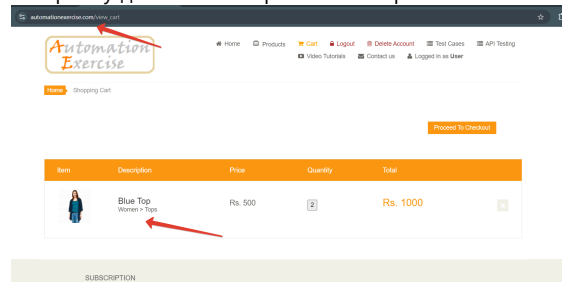 automationexercise.com/view_cart
Automation
Exercise
Home Products Cart Logout Delete Account Test Cases API Testing
Video Tutorials Contact us Logged in as User
Home Shopping Cart
Proceed To Checkout
Item Description Price Quantity Total
Blue Top Rs. 500 2 Rs. 1000
Women > Tops
SUBSCRIPTION